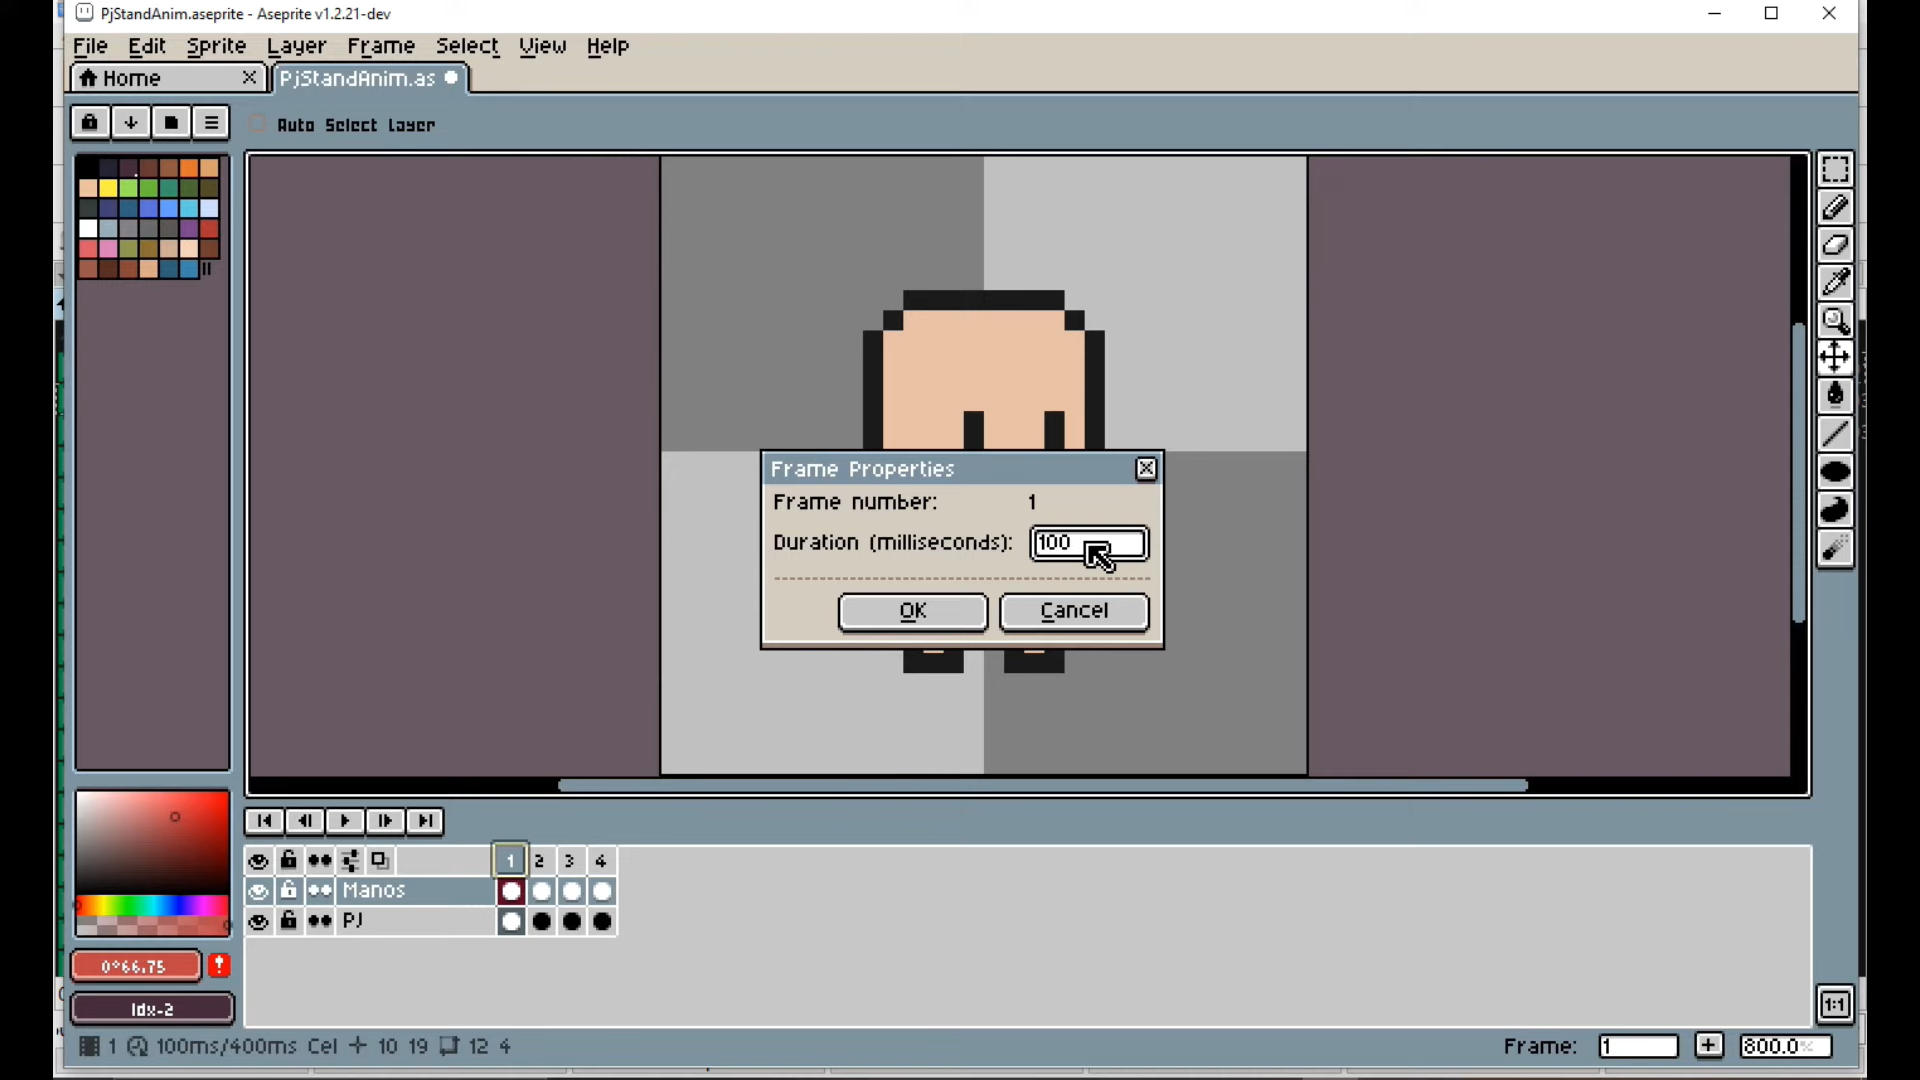 PjStandAnim.aseprite - Aseprite v1.2.21-dev
File Edit Sprite Layer Frame Select View Help
Home
PjStandAnim.as
Auto Select Layer
Frame Properties
Frame number: 1
Duration (milliseconds): 100
OK Cancel
1 2 3 4
Manos
PJ
0°66.75
!
Idx-2
1:1
1 100ms/400ms Cel 10 19 12 4
Frame: 1 + 800.0%